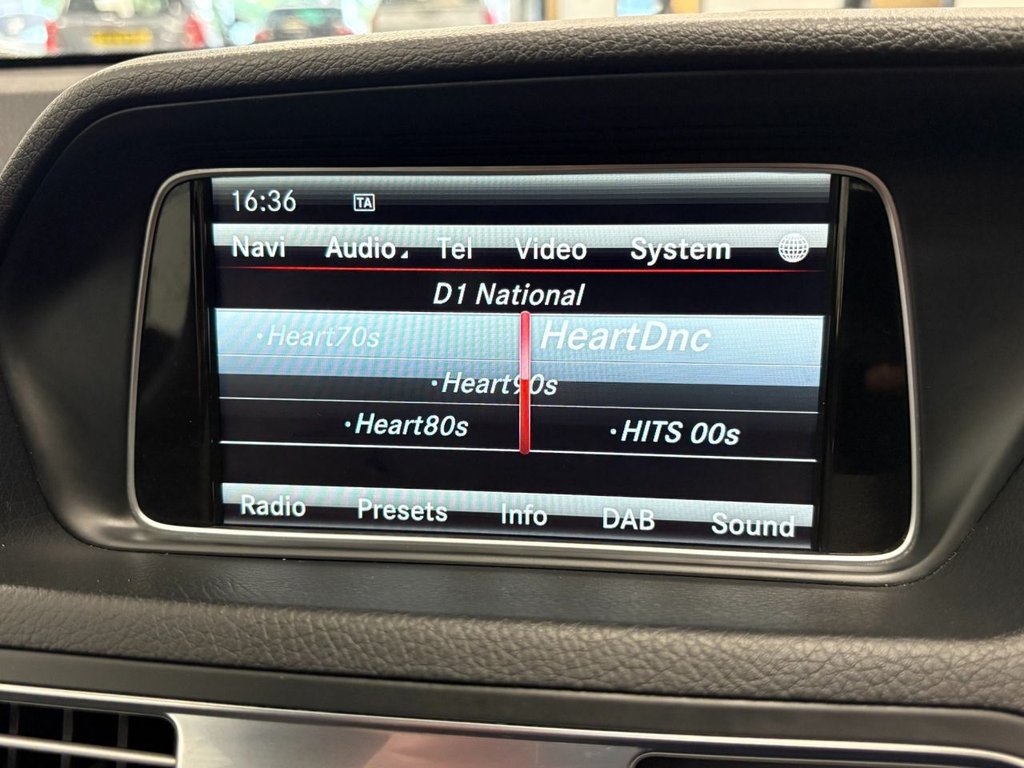 16:36 TA
Navi Audio Tel Video System
D1 National
•Heart70s HeartDnc
•Heart90s
•Heart80s •HITS 00s
Radio Presets Info DAB Sound